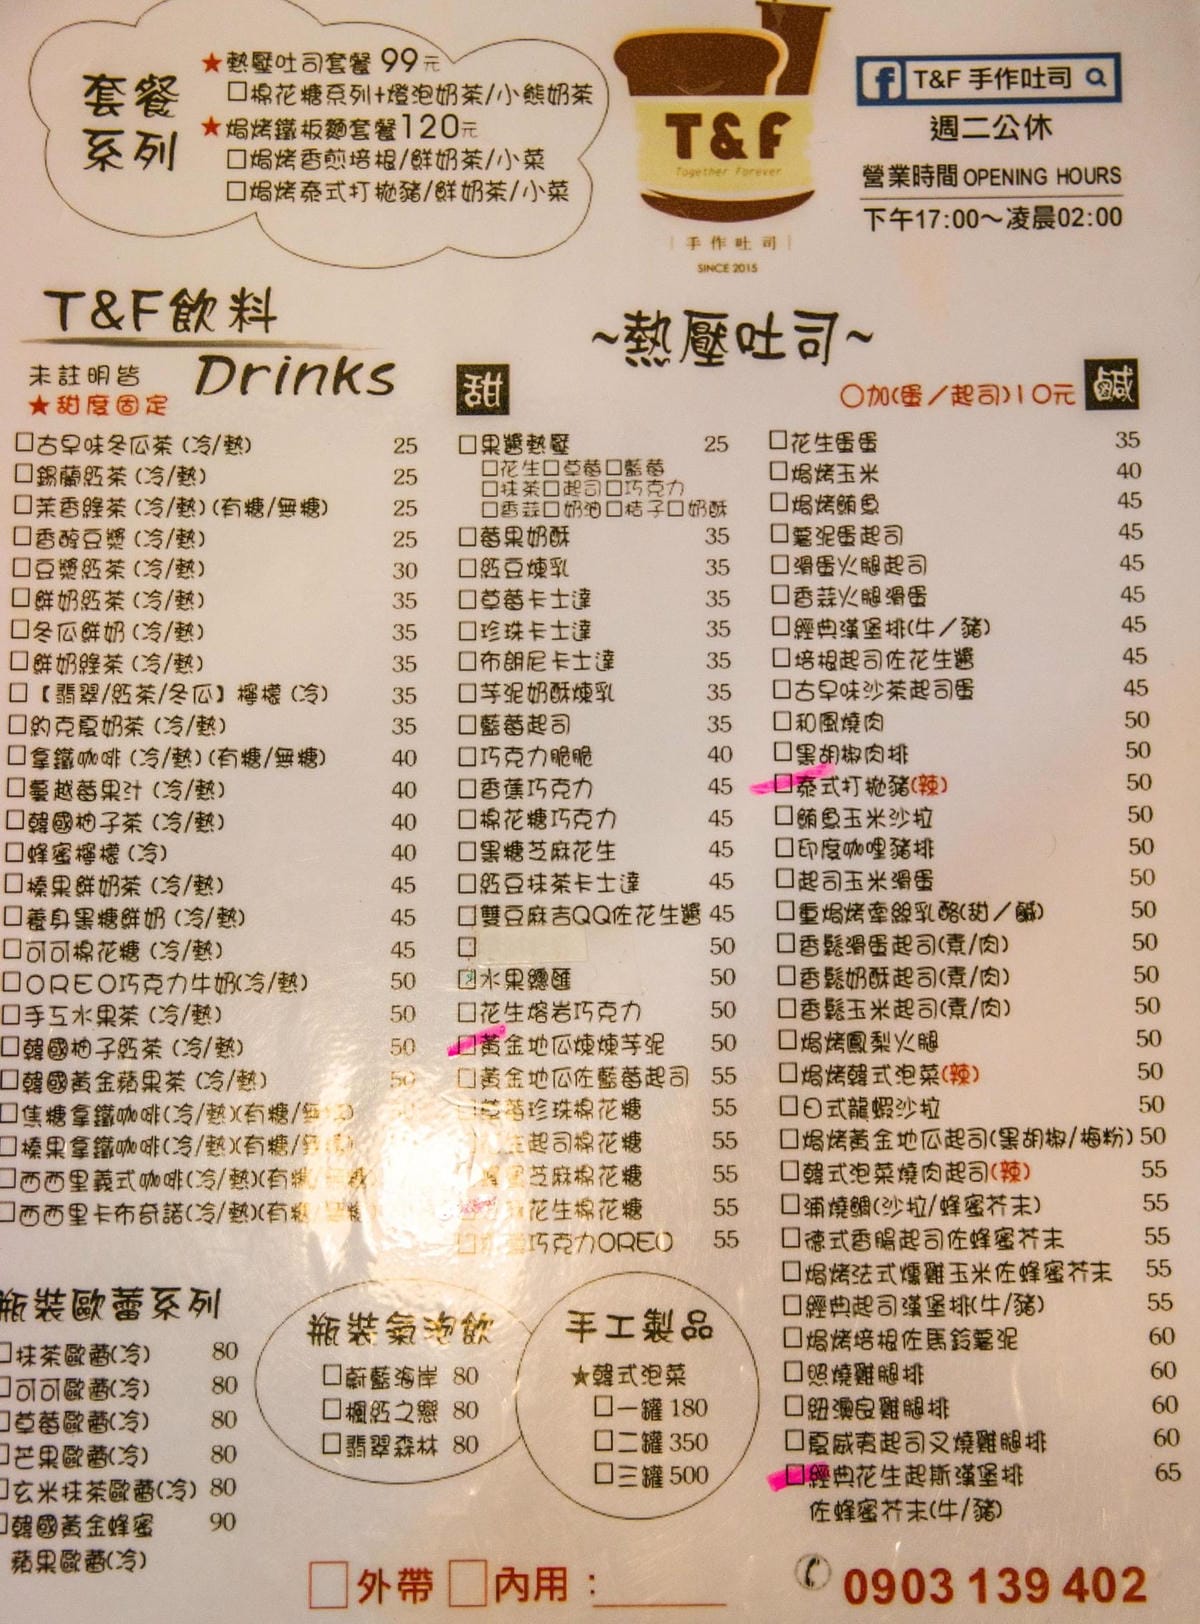 套餐
系列
★熱壓吐司套餐 99元
□棉花糖系列+燈泡奶茶/小熊奶茶
★焗烤鐵板麵套餐120元
□焗烤香煎培根/鮮奶茶/小菜
□焗烤泰式打拋豬/鮮奶茶/小菜
T&F
Together Forever
手作吐司
SINCE 2015
f T&F 手作吐司
週二公休
營業時間 OPENING HOURS
下午17:00～凌晨02:00
T&F飲料
Drinks
未註明皆
★甜度固定
□古早味冬瓜茶 (冷/熱) 25
□錫蘭紅茶 (冷/熱) 25
□茉香綠茶 (冷/熱) (有糖/無糖) 25
□香醇豆漿 (冷/熱) 25
□豆漿紅茶 (冷/熱) 30
□鮮奶紅茶 (冷/熱) 35
□冬瓜鮮奶 (冷/熱) 35
□鮮奶綠茶 (冷/熱) 35
□【翡翠/紅茶/冬瓜】檸檬 (冷) 35
□約克夏奶茶 (冷/熱) 35
□拿鐵咖啡 (冷/熱) (有糖/無糖) 40
□蔓越莓果汁 (冷/熱) 40
□韓國柚子茶 (冷/熱) 40
□蜂蜜檸檬 (冷) 40
□榛果鮮奶茶 (冷/熱) 45
□養身黑糖鮮奶 (冷/熱) 45
□可可棉花糖 (冷/熱) 45
□OREO巧克力牛奶(冷/熱) 50
□手工水果茶 (冷/熱) 50
□韓國柚子紅茶 (冷/熱) 50
□韓國黃金蘋果茶 (冷/熱) 50
□焦糖拿鐵咖啡(冷/熱)(有糖/無糖)
□榛果拿鐵咖啡(冷/熱)(有糖/無糖)
□西西里義式咖啡(冷/熱)(有糖/無糖)
□西西里卡布奇諾(冷/熱)(有糖/無糖)
~熱壓吐司~
甜
□果醬熱壓 25
□花生□草莓□藍莓
□抹茶□起司□巧克力
□香蒜□奶油□桔子□奶酥
□莓果奶酥 35
□紅豆煉乳 35
□草莓卡士達 35
□珍珠卡士達 35
□布朗尼卡士達 35
□芋泥奶酥煉乳 35
□藍莓起司 35
□巧克力脆脆 40
□香蕉巧克力 45
□棉花糖巧克力 45
□黑糖芝麻花生 45
□紅豆抹茶卡士達 45
□雙豆麻吉QQ佐花生醬 45
□ 50
□水果總匯 50
□花生熔岩巧克力 50
□黃金地瓜煉煉芋泥 50
□黃金地瓜佐藍莓起司 55
□草莓珍珠棉花糖 55
生起司棉花糖 55
蜜芝麻棉花糖 55
花生棉花糖 55
巧克力OREO 55
○加(蛋／起司)10元
鹹
□花生蛋蛋 35
□焗烤玉米 40
□焗烤鮪魚 45
□薯泥蛋起司 45
□滑蛋火腿起司 45
□香蒜火腿滑蛋 45
□經典漢堡排(牛／豬) 45
□培根起司佐花生醬 45
□古早味沙茶起司蛋 45
□和風燒肉 50
□黑胡椒肉排 50
□泰式打拋豬(辣) 50
□鮪魚玉米沙拉 50
□印度咖哩豬排 50
□起司玉米滑蛋 50
□重焗烤牽絲乳酪(甜／鹹) 50
□香鬆滑蛋起司(素/肉) 50
□香鬆奶酥起司(素/肉) 50
□香鬆玉米起司(素/肉) 50
□焗烤鳳梨火腿 50
□焗烤韓式泡菜(辣) 50
□日式龍蝦沙拉 50
□焗烤黃金地瓜起司(黑胡椒/梅粉) 50
□韓式泡菜燒肉起司(辣) 55
□浦燒鯛(沙拉/蜂蜜芥末) 55
□德式香腸起司佐蜂蜜芥末 55
□焗烤法式燻雞玉米佐蜂蜜芥末 55
□經典起司漢堡排(牛/豬) 55
□焗烤培根佐馬鈴薯泥 60
□照燒雞腿排 60
□紐澳良雞腿排 60
□夏威夷起司叉燒雞腿排 60
□經典花生起斯漢堡排 65
佐蜂蜜芥末(牛/豬)
瓶裝歐蕾系列
□抹茶歐蕾(冷) 80
□可可歐蕾(冷) 80
□草莓歐蕾(冷) 80
□芒果歐蕾(冷) 80
□玄米抹茶歐蕾(冷) 80
□韓國黃金蜂蜜 90
蘋果歐蕾(冷)
瓶裝氣泡飲
□蔚藍海岸 80
□楓紅之戀 80
□翡翠森林 80
手工製品
★韓式泡菜
□一罐 180
□二罐 350
□三罐 500
□外帶 □內用：
0903 139 402